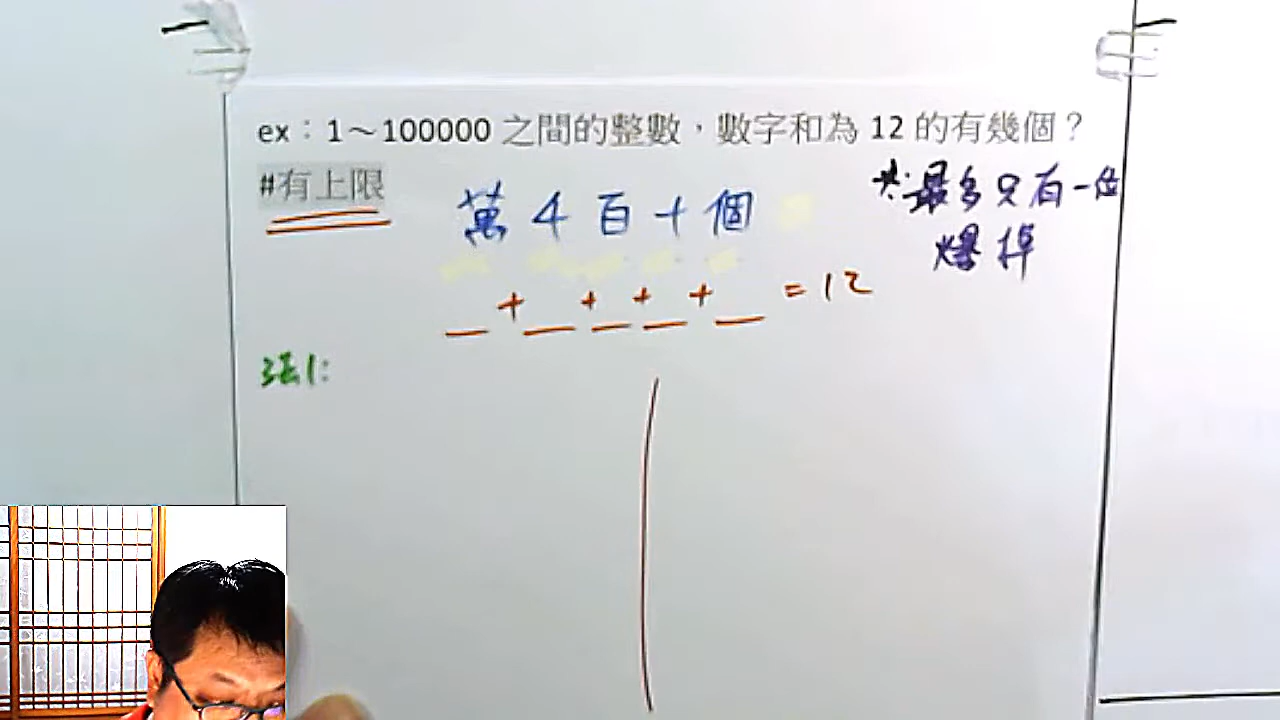 ex：1～100000 之間的整數，數字和為 12 的有幾個？
#有上限
共:最多只有一位
爆掉
萬 千 百 十 個
_ + _ + _ + _ + _ = 12
法1: